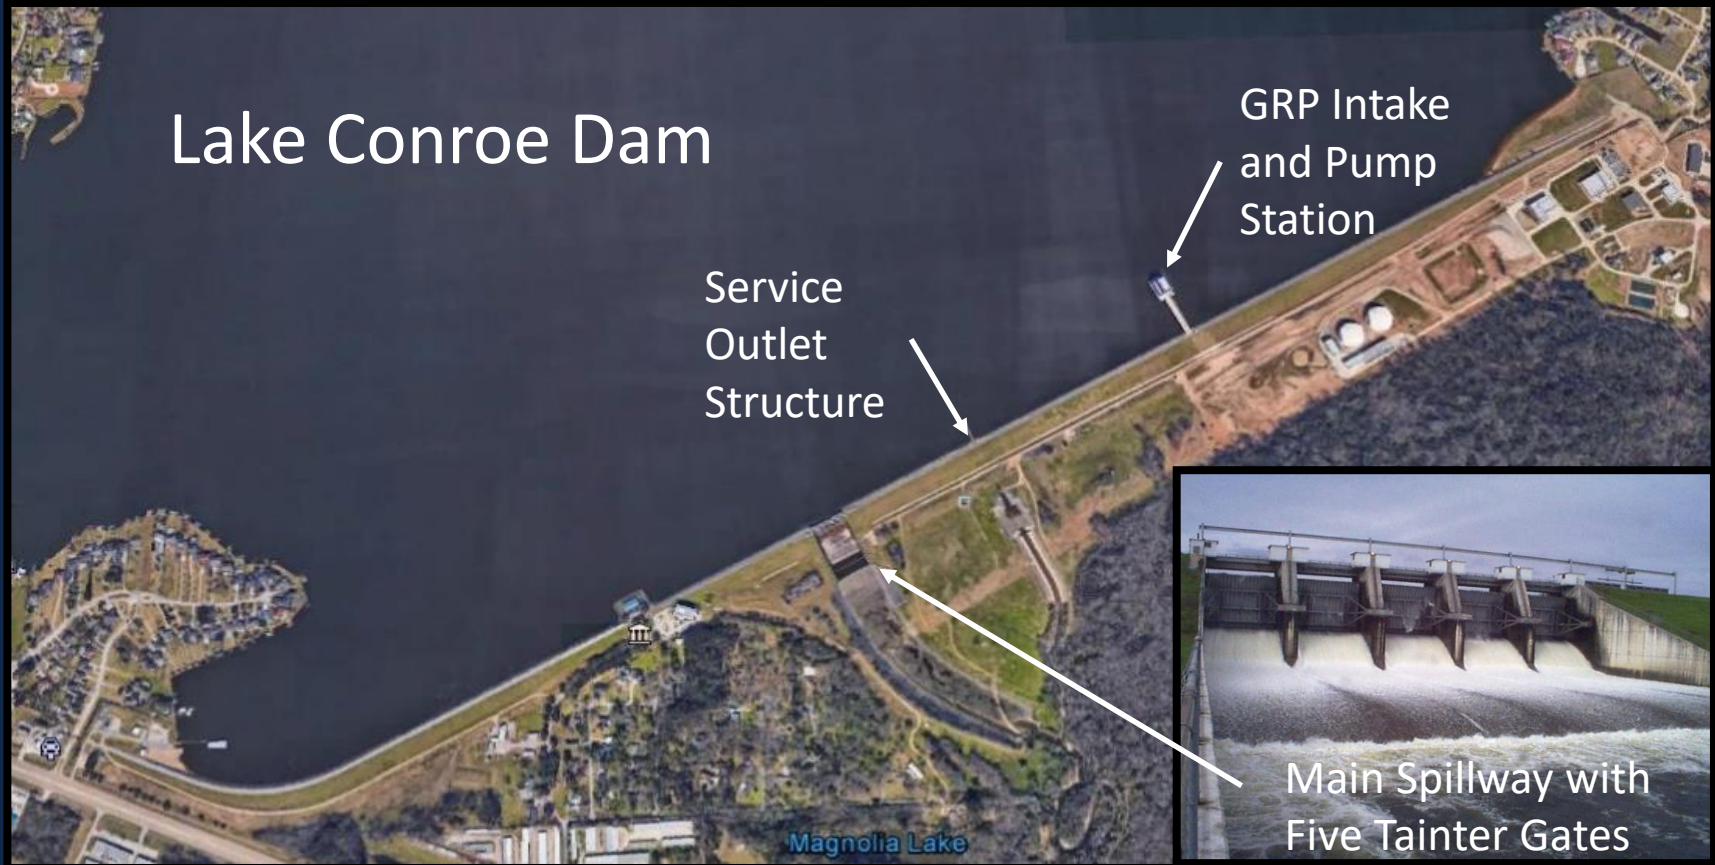 Lake Conroe Dam
GRP Intake
and Pump
Station
Service
Outlet
Structure
Main Spillway with
Five Tainter Gates
Magnolia Lake